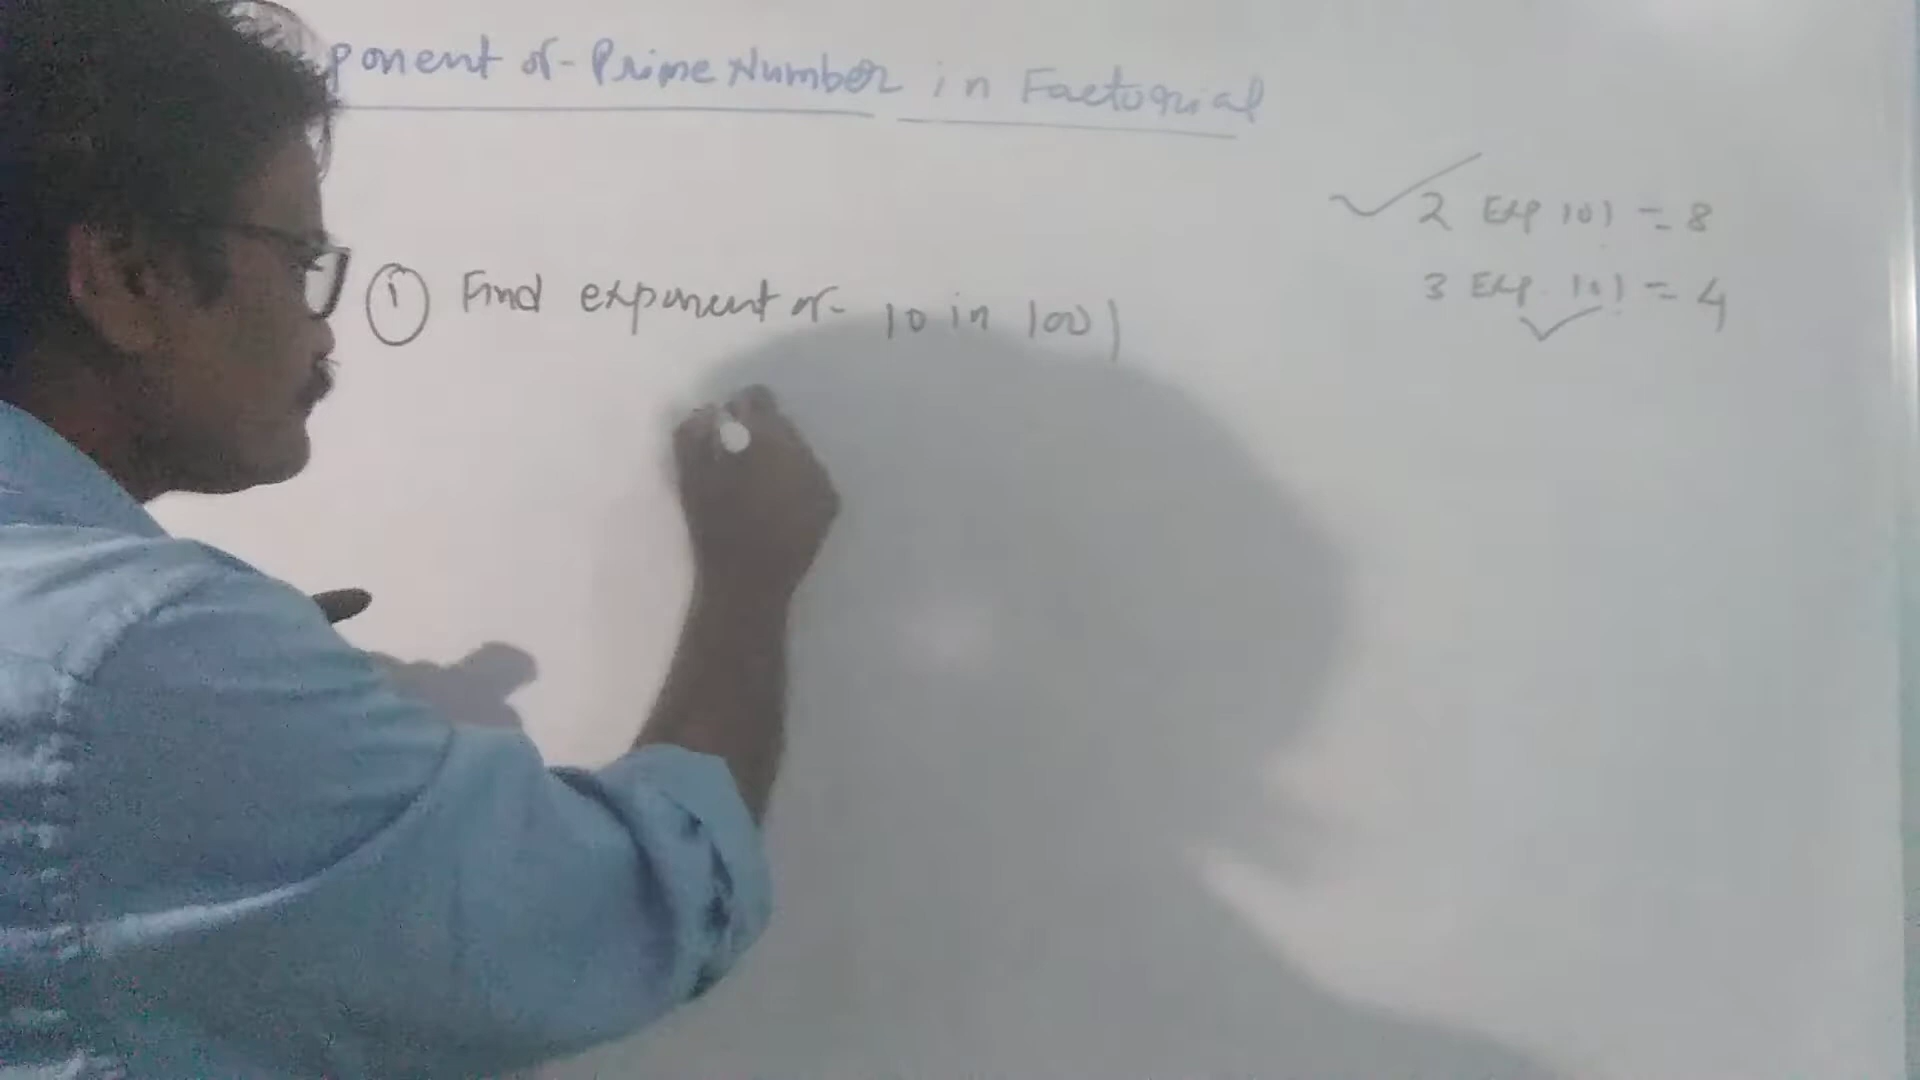 ponent of Prime Number in Factorial
2 Exp 10! = 8
3 Exp. 10! = 4
i Find exponent of 10 in 100!